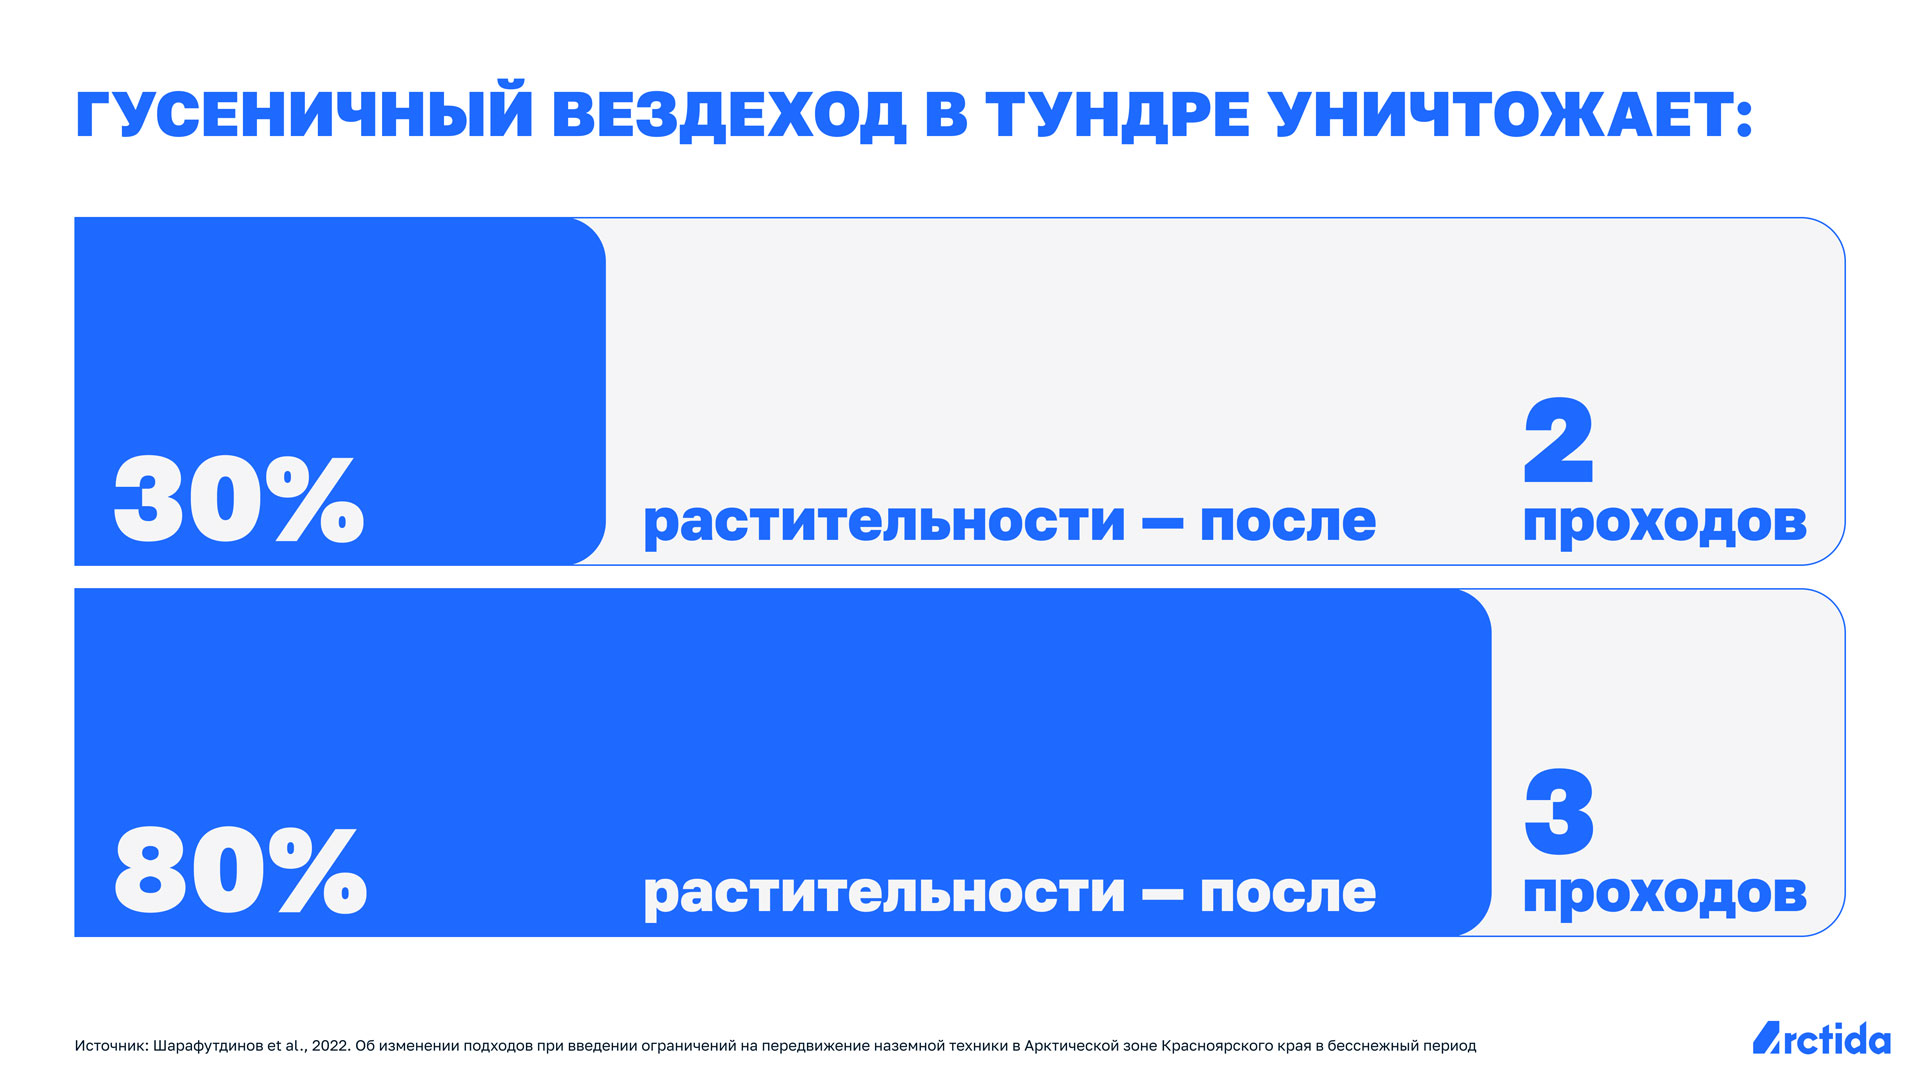 ГУСЕНИЧНЫЙ ВЕЗДЕХОД В ТУНДРЕ УНИЧТОЖАЕТ:
30% растительности — после 2 проходов
80% растительности — после 3 проходов
Источник: Шарафутдинов et al., 2022. Об изменении подходов при введении ограничений на передвижение наземной техники в Арктической зоне Красноярского края в бесснежный период
Arctida